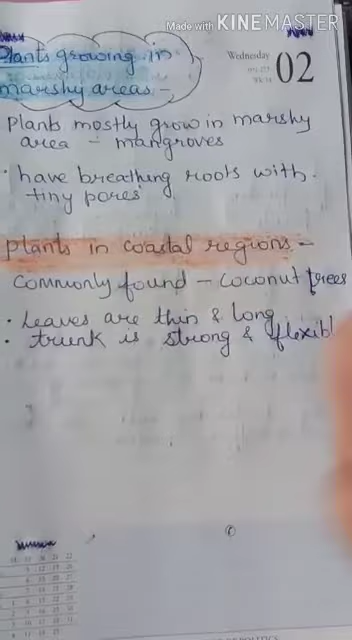 Made with KINEMASTER
Plants growing in
marshy areas -
Wednesday
02
Plants mostly grow in marshy
area - mangroves
• have breathing roots with
tiny pores
Plants in coastal regions -
Commonly found - coconut trees
• Leaves are thin & long
• trunk is strong & flexibl